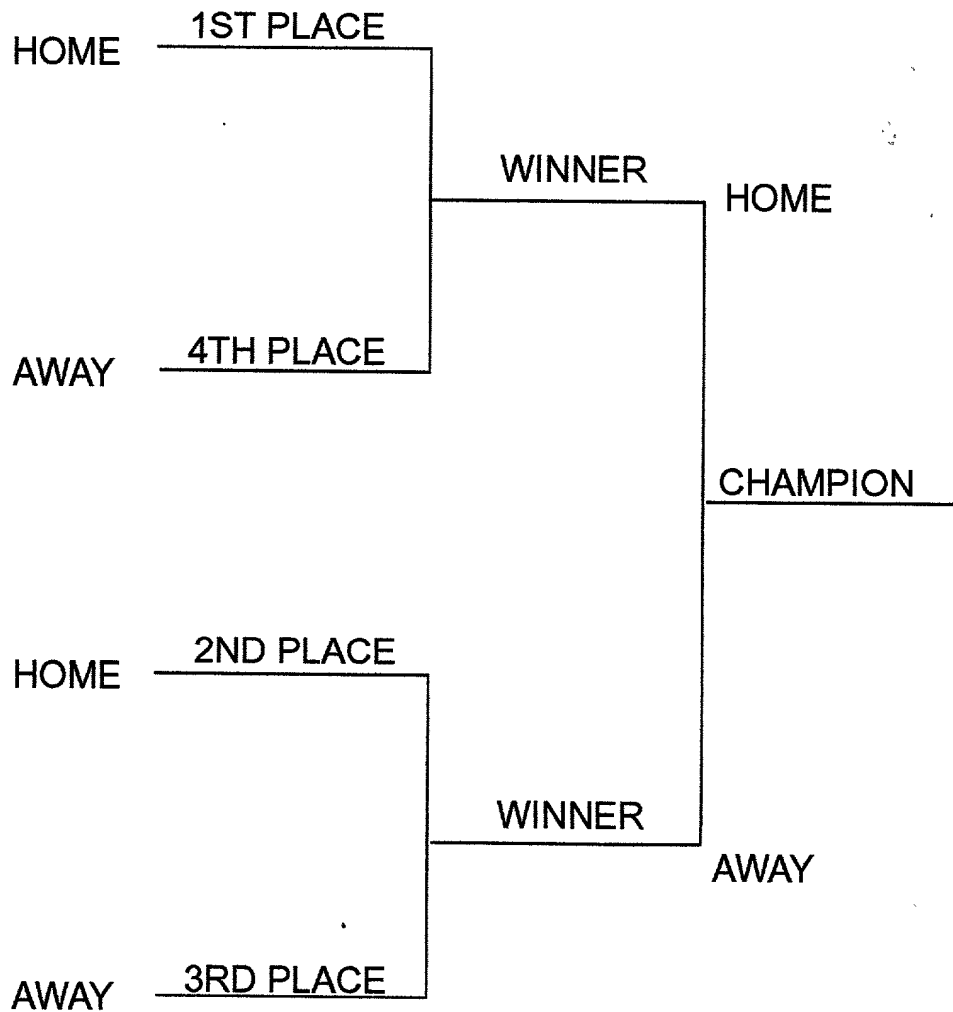 1ST PLACE
HOME
WINNER
HOME
4TH PLACE
AWAY
CHAMPION
2ND PLACE
HOME
WINNER
AWAY
3RD PLACE
AWAY